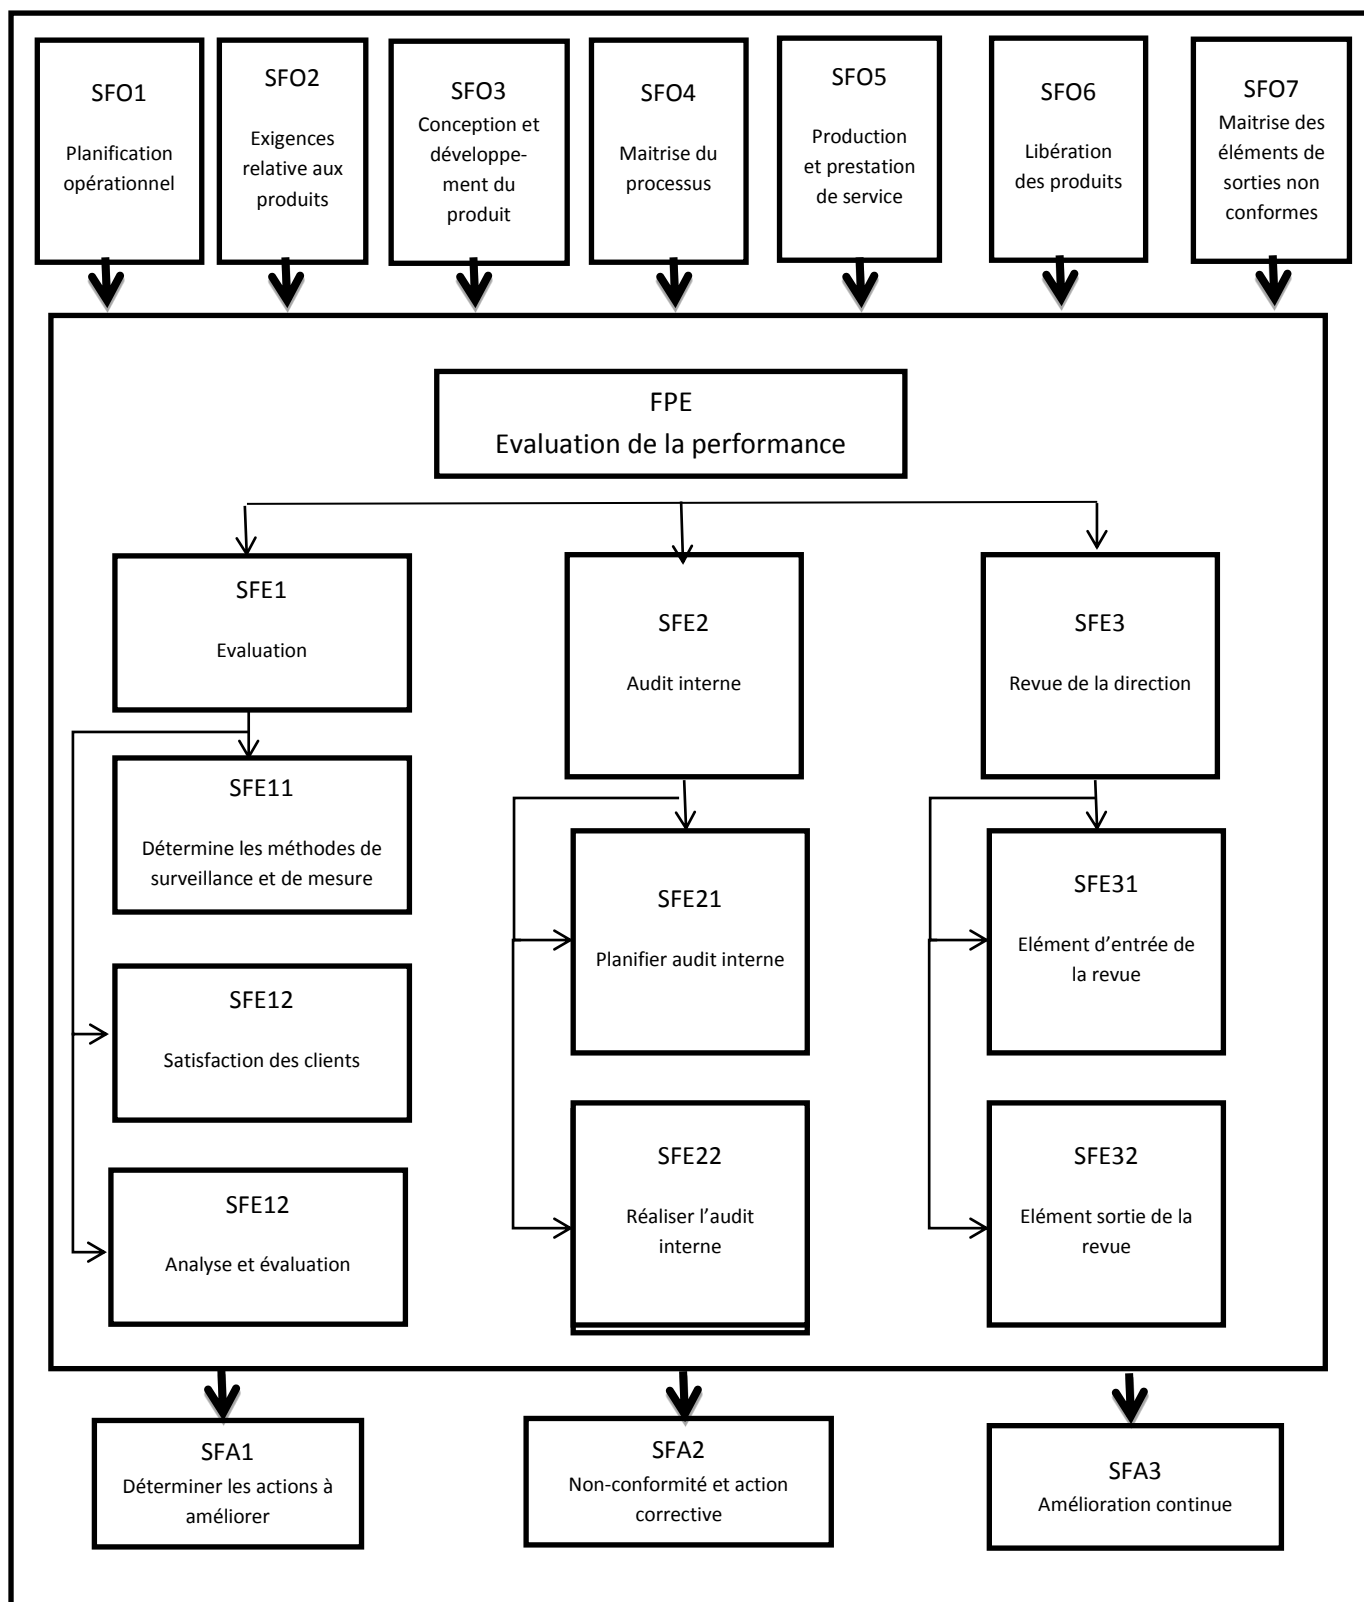 SFO1
Planification
opérationnel
SFO2
Exigences
relative aux
produits
SFO3
Conception et
développe-
ment du
produit
SFO4
Maitrise du
processus
SFO5
Production
et prestation
de service
SFO6
Libération
des produits
SFO7
Maitrise des
éléments de
sorties non
conformes
FPE
Evaluation de la performance
SFE1
Evaluation
SFE2
Audit interne
SFE3
Revue de la direction
SFE11
Détermine les méthodes de
surveillance et de mesure
SFE21
Planifier audit interne
SFE31
Elément d’entrée de
la revue
SFE12
Satisfaction des clients
SFE22
Réaliser l’audit
interne
SFE32
Elément sortie de la
revue
SFE12
Analyse et évaluation
SFA1
Déterminer les actions à
améliorer
SFA2
Non-conformité et action
corrective
SFA3
Amélioration continue